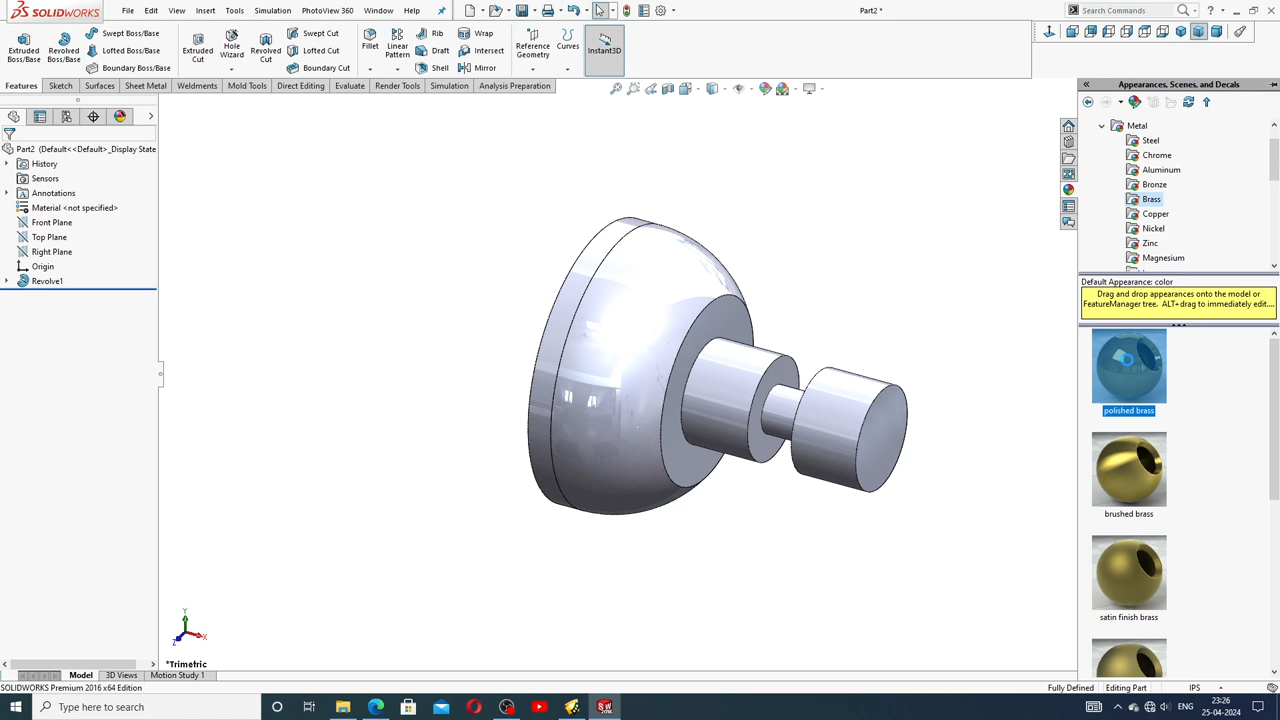 SOLIDWORKS
File Edit View Insert Tools Simulation PhotoView 360 Window Help
Part2 *
Search Commands
Extruded Boss/Base
Revolved Boss/Base
Swept Boss/Base
Lofted Boss/Base
Boundary Boss/Base
Extruded Cut
Hole Wizard
Revolved Cut
Swept Cut
Lofted Cut
Boundary Cut
Fillet
Linear Pattern
Rib
Draft
Shell
Wrap
Intersect
Mirror
Reference Geometry
Curves
Instant3D
Features Sketch Surfaces Sheet Metal Weldments Mold Tools Direct Editing Evaluate Render Tools Simulation Analysis Preparation
Part2 (Default<<Default>_Display State
History
Sensors
Annotations
Material <not specified>
Front Plane
Top Plane
Right Plane
Origin
Revolve1
Y
X
Z
*Trimetric
Appearances, Scenes, and Decals
Metal
Steel
Chrome
Aluminum
Bronze
Brass
Copper
Nickel
Zinc
Magnesium
Default Appearance: color
Drag and drop appearances onto the model or
FeatureManager tree. ALT+drag to immediately edit....
polished brass
brushed brass
satin finish brass
Model 3D Views Motion Study 1
SOLIDWORKS Premium 2016 x64 Edition
Fully Defined Editing Part IPS
Type here to search
ENG
23:26
25-04-2024